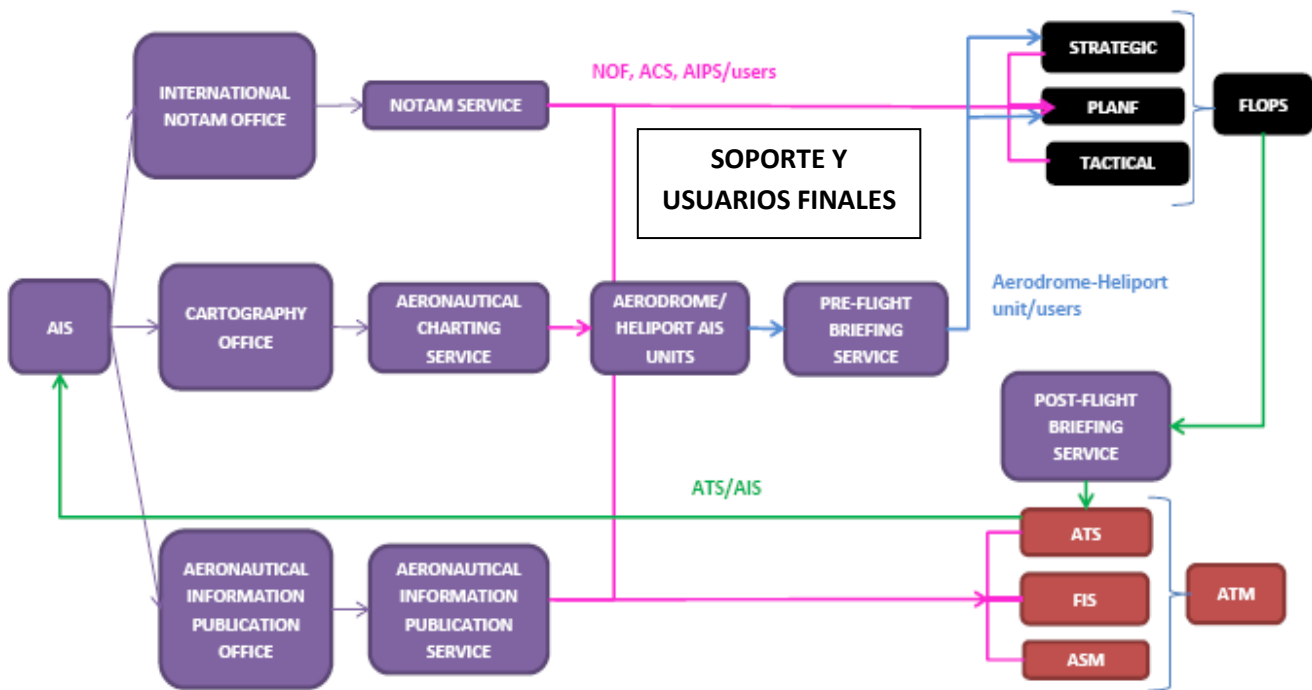 STRATEGIC
NOF, ACS, AIPS/users
INTERNATIONAL
NOTAM OFFICE
NOTAM SERVICE
PLANF
FLOPS
SOPORTE Y
USUARIOS FINALES
TACTICAL
AIS
CARTOGRAPHY
OFFICE
AERONAUTICAL
CHARTING
SERVICE
AERODROME/
HELIPORT AIS
UNITS
PRE-FLIGHT
BRIEFING
SERVICE
Aerodrome-Heliport
unit/users
POST-FLIGHT
BRIEFING
SERVICE
ATS/AIS
ATS
AERONAUTICAL
INFORMATION
PUBLICATION
OFFICE
AERONAUTICAL
INFORMATION
PUBLICATION
SERVICE
FIS
ATM
ASM